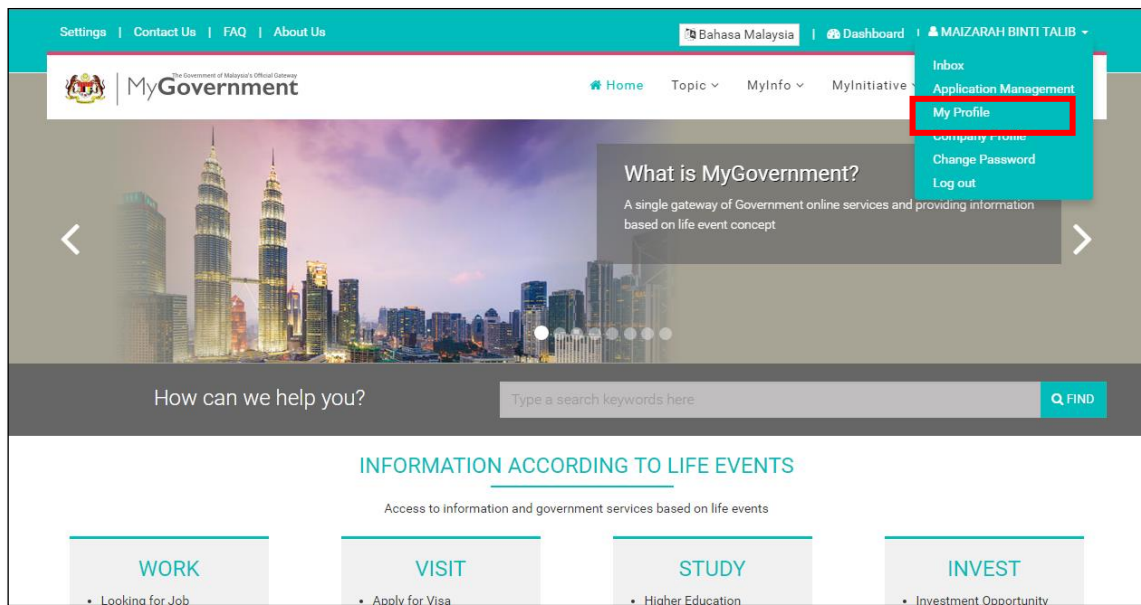 Settings | Contact Us | FAQ | About Us
Bahasa Malaysia | Dashboard | MAIZARAH BINTI TALIB
Inbox
Application Management
My Profile
Company Profile
Change Password
Log out
The Government of Malaysia's Official Gateway
MyGovernment
Home Topic MyInfo MyInitiative
What is MyGovernment?
A single gateway of Government online services and providing information
based on life event concept
How can we help you?
Type a search keywords here
FIND
INFORMATION ACCORDING TO LIFE EVENTS
Access to information and government services based on life events
WORK
• Looking for Job
VISIT
• Apply for Visa
STUDY
• Higher Education
INVEST
• Investment Opportunity